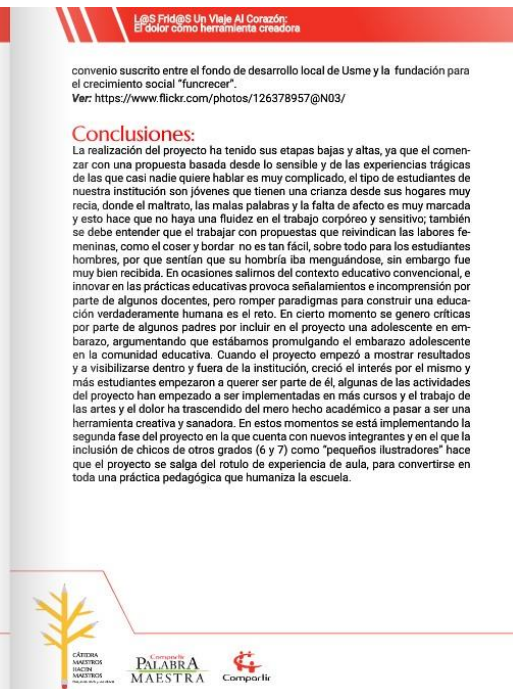 L@S Frid@S Un Viaje Al Corazón:
El dolor cómo herramienta creadora
convenio suscrito entre el fondo de desarrollo local de Usme y la fundación para
el crecimiento social “funcrecer”.
Ver: https://www.flickr.com/photos/126378957@N03/
Conclusiones:
La realización del proyecto ha tenido sus etapas bajas y altas, ya que el comen-
zar con una propuesta basada desde lo sensible y de las experiencias trágicas
de las que casi nadie quiere hablar es muy complicado, el tipo de estudiantes de
nuestra institución son jóvenes que tienen una crianza desde sus hogares muy
recia, donde el maltrato, las malas palabras y la falta de afecto es muy marcada
y esto hace que no haya una fluidez en el trabajo corpóreo y sensitivo; también
se debe entender que el trabajar con propuestas que reivindican las labores fe-
meninas, como el coser y bordar no es tan fácil, sobre todo para los estudiantes
hombres, por que sentían que su hombría iba menguándose, sin embargo fue
muy bien recibida. En ocasiones salirnos del contexto educativo convencional, e
innovar en las prácticas educativas provoca señalamientos e incomprensión por
parte de algunos docentes, pero romper paradigmas para construir una educa-
ción verdaderamente humana es el reto. En cierto momento se genero críticas
por parte de algunos padres por incluir en el proyecto una adolescente en em-
barazo, argumentando que estábamos promulgando el embarazo adolescente
en la comunidad educativa. Cuando el proyecto empezó a mostrar resultados
y a visibilizarse dentro y fuera de la institución, creció el interés por el mismo y
más estudiantes empezaron a querer ser parte de él, algunas de las actividades
del proyecto han empezado a ser implementadas en más cursos y el trabajo de
las artes y el dolor ha trascendido del mero hecho académico a pasar a ser una
herramienta creativa y sanadora. En estos momentos se está implementando la
segunda fase del proyecto en la que cuenta con nuevos integrantes y en el que la
inclusión de chicos de otros grados (6 y 7) como “pequeños ilustradores” hace
que el proyecto se salga del rotulo de experiencia de aula, para convertirse en
toda una práctica pedagógica que humaniza la escuela.
CÁTEDRA
MAESTROS
HACEN
MAESTROS
Compartir
PALABRA
MAESTRA
Compartir